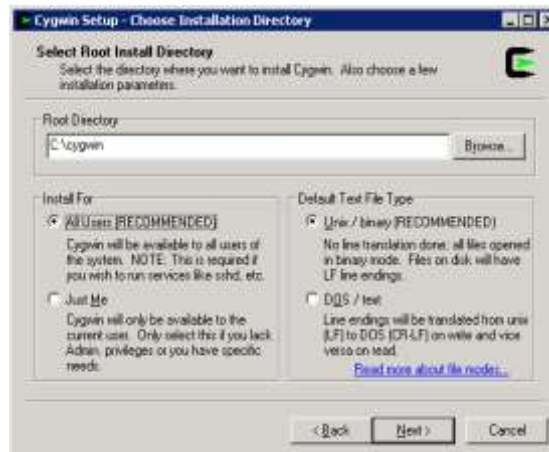 Cygwin Setup - Choose Installation Directory
Select Root Install Directory
Select the directory where you want to install Cygwin. Also choose a few
installation parameters.
Root Directory
C:\cygwin
Browse...
Install For
All Users (RECOMMENDED)
Cygwin will be available to all users of
the system. NOTE: This is required if
you wish to run services like sshd, etc.
Just Me
Cygwin will only be available to the
current user. Only select this if you lack
Admin. privileges or you have specific
needs.
Default Text File Type
Unix / binary (RECOMMENDED)
No line translation done; all files opened
in binary mode. Files on disk will have
LF line endings.
DOS / text
Line endings will be translated from unix
(LF) to DOS (CR-LF) on write and vice
versa on read.
Read more about file modes...
< Back
Next >
Cancel